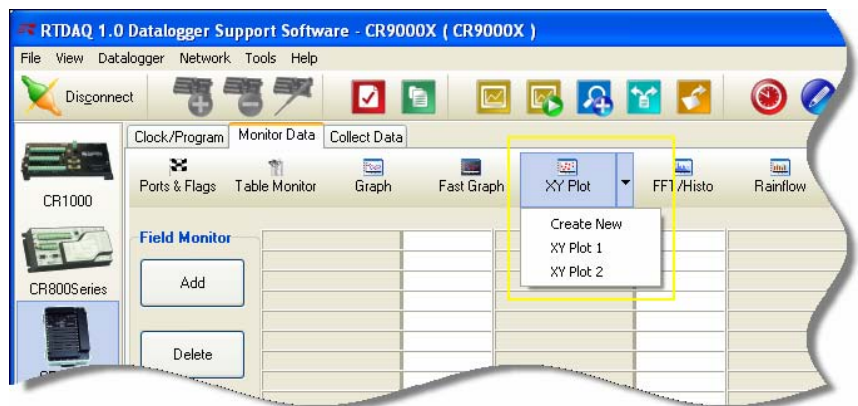 RTDAQ 1.0 Datalogger Support Software - CR9000X ( CR9000X )
File View Datalogger Network Tools Help
Disconnect
Clock/Program Monitor Data Collect Data
Ports & Flags Table Monitor Graph Fast Graph XY Plot FFT/Histo Rainflow
CR1000
Create New
XY Plot 1
XY Plot 2
Field Monitor
Add
CR800Series
Delete